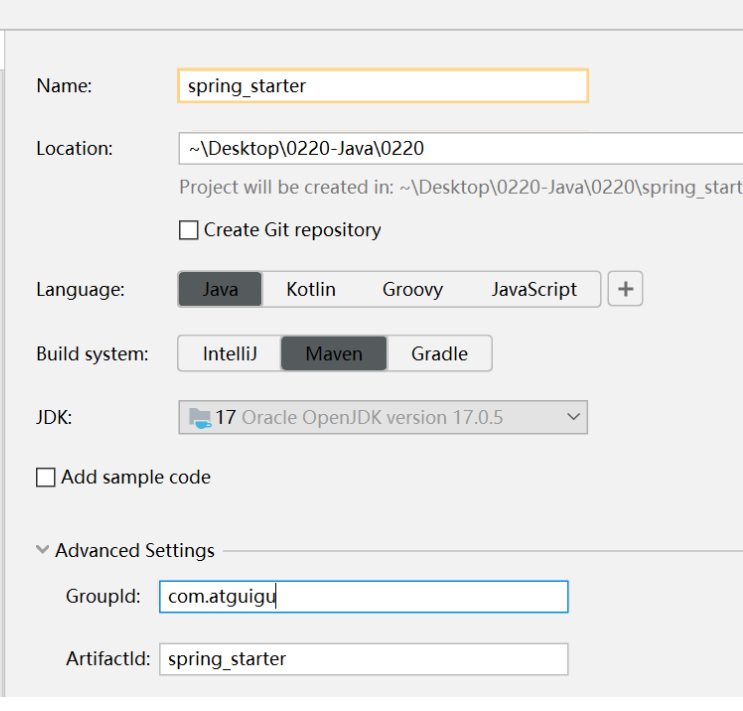 Name: spring_starter
Location: ~\Desktop\0220-Java\0220
Project will be created in: ~\Desktop\0220-Java\0220\spring_start
Create Git repository
Language: Java Kotlin Groovy JavaScript +
Build system: IntelliJ Maven Gradle
JDK: 17 Oracle OpenJDK version 17.0.5
Add sample code
Advanced Settings
GroupId: com.atguigu
ArtifactId: spring_starter